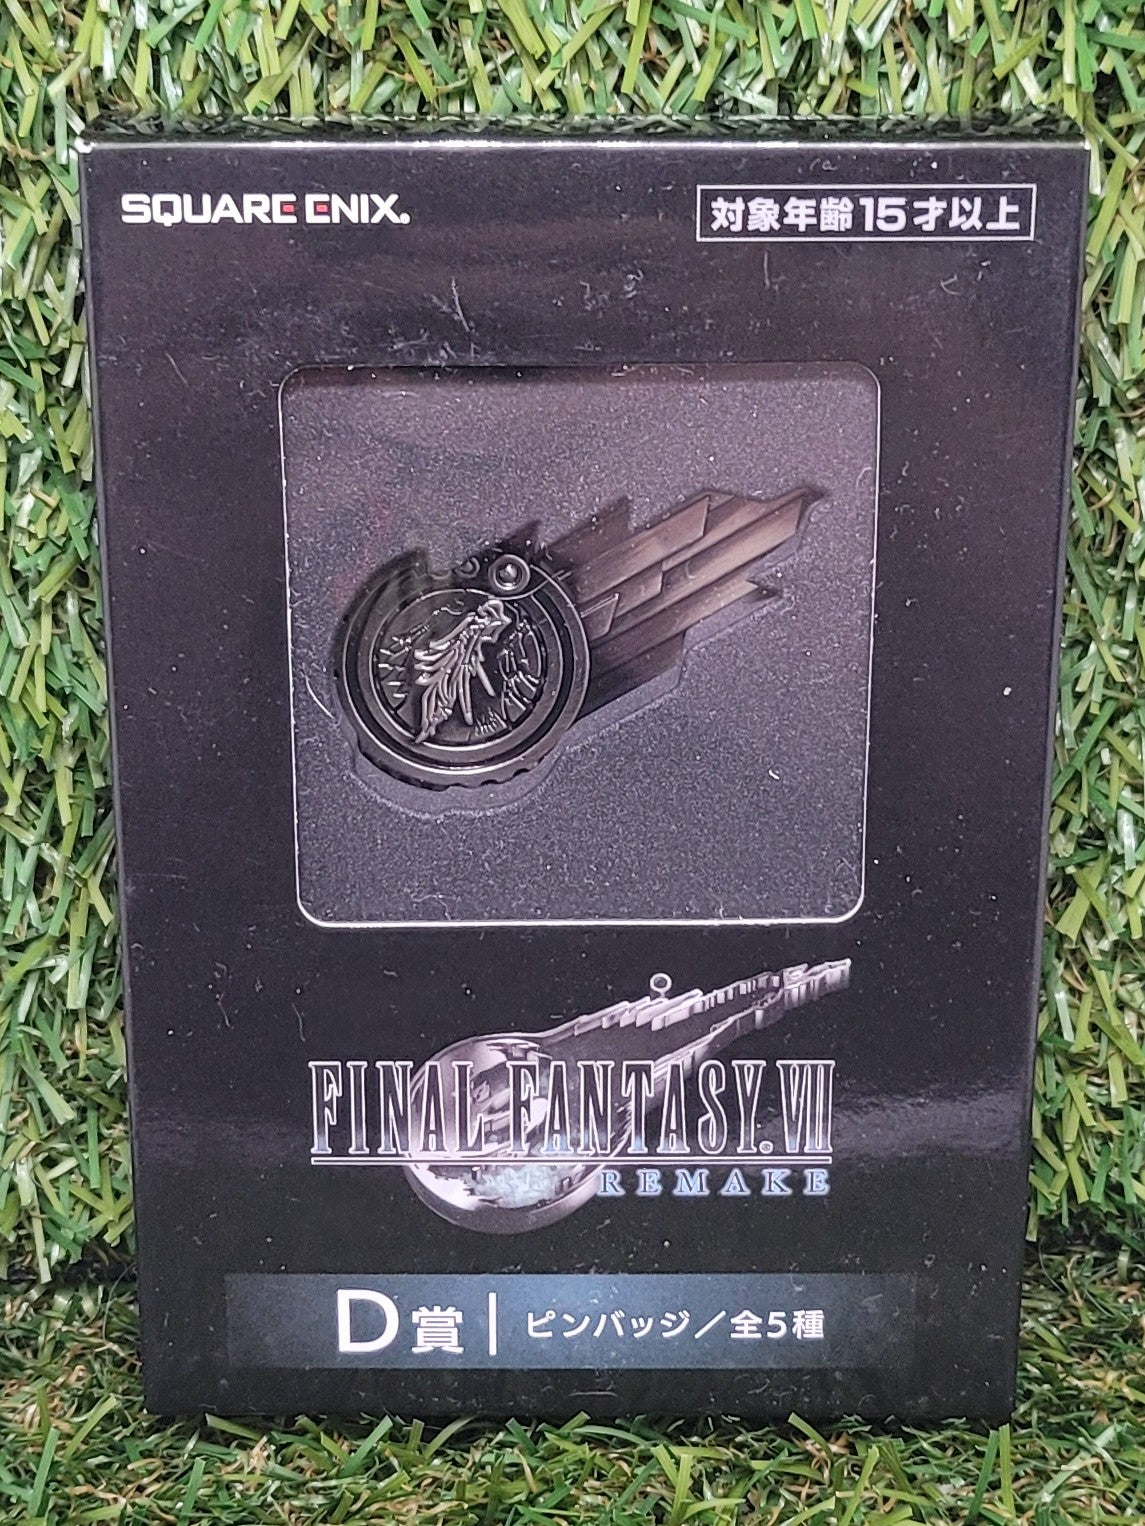 SQUARE ENIX.
対象年齢15才以上
FINAL FANTASY. VII
REMAKE
D賞 | ピンバッジ／全5種